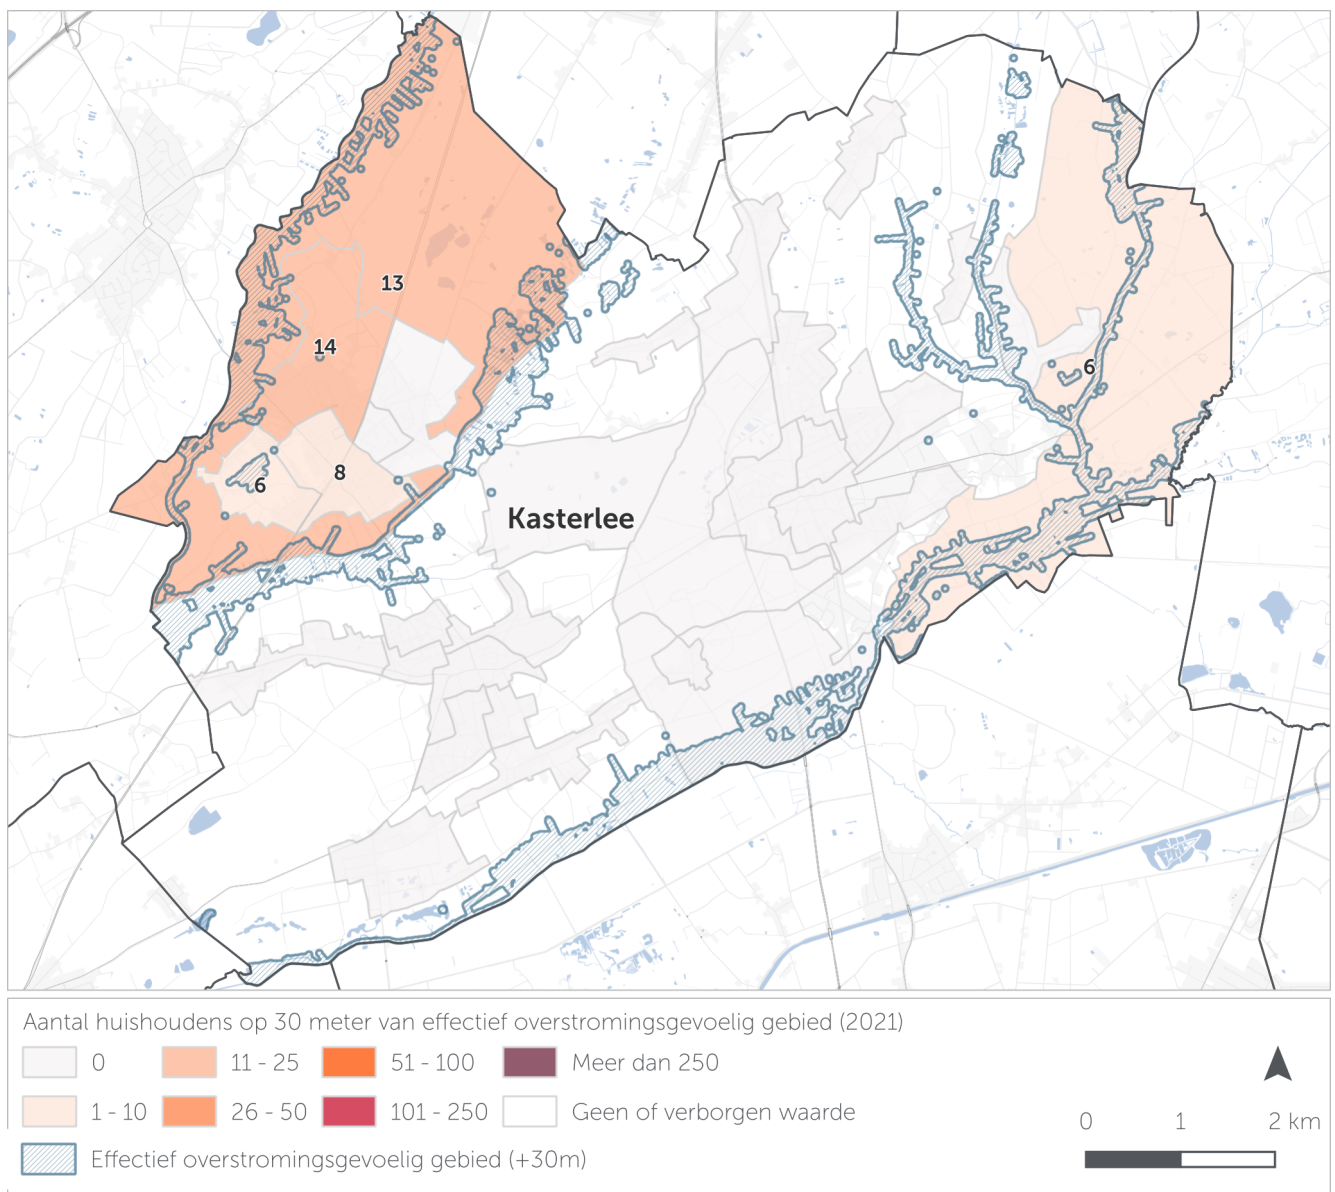 13
14
6
8
6
Kasterlee
Aantal huishoudens op 30 meter van effectief overstromingsgevoelig gebied (2021)
0
11 - 25
51 - 100
Meer dan 250
1 - 10
26 - 50
101 - 250
Geen of verborgen waarde
0 1 2 km
Effectief overstromingsgevoelig gebied (+30m)